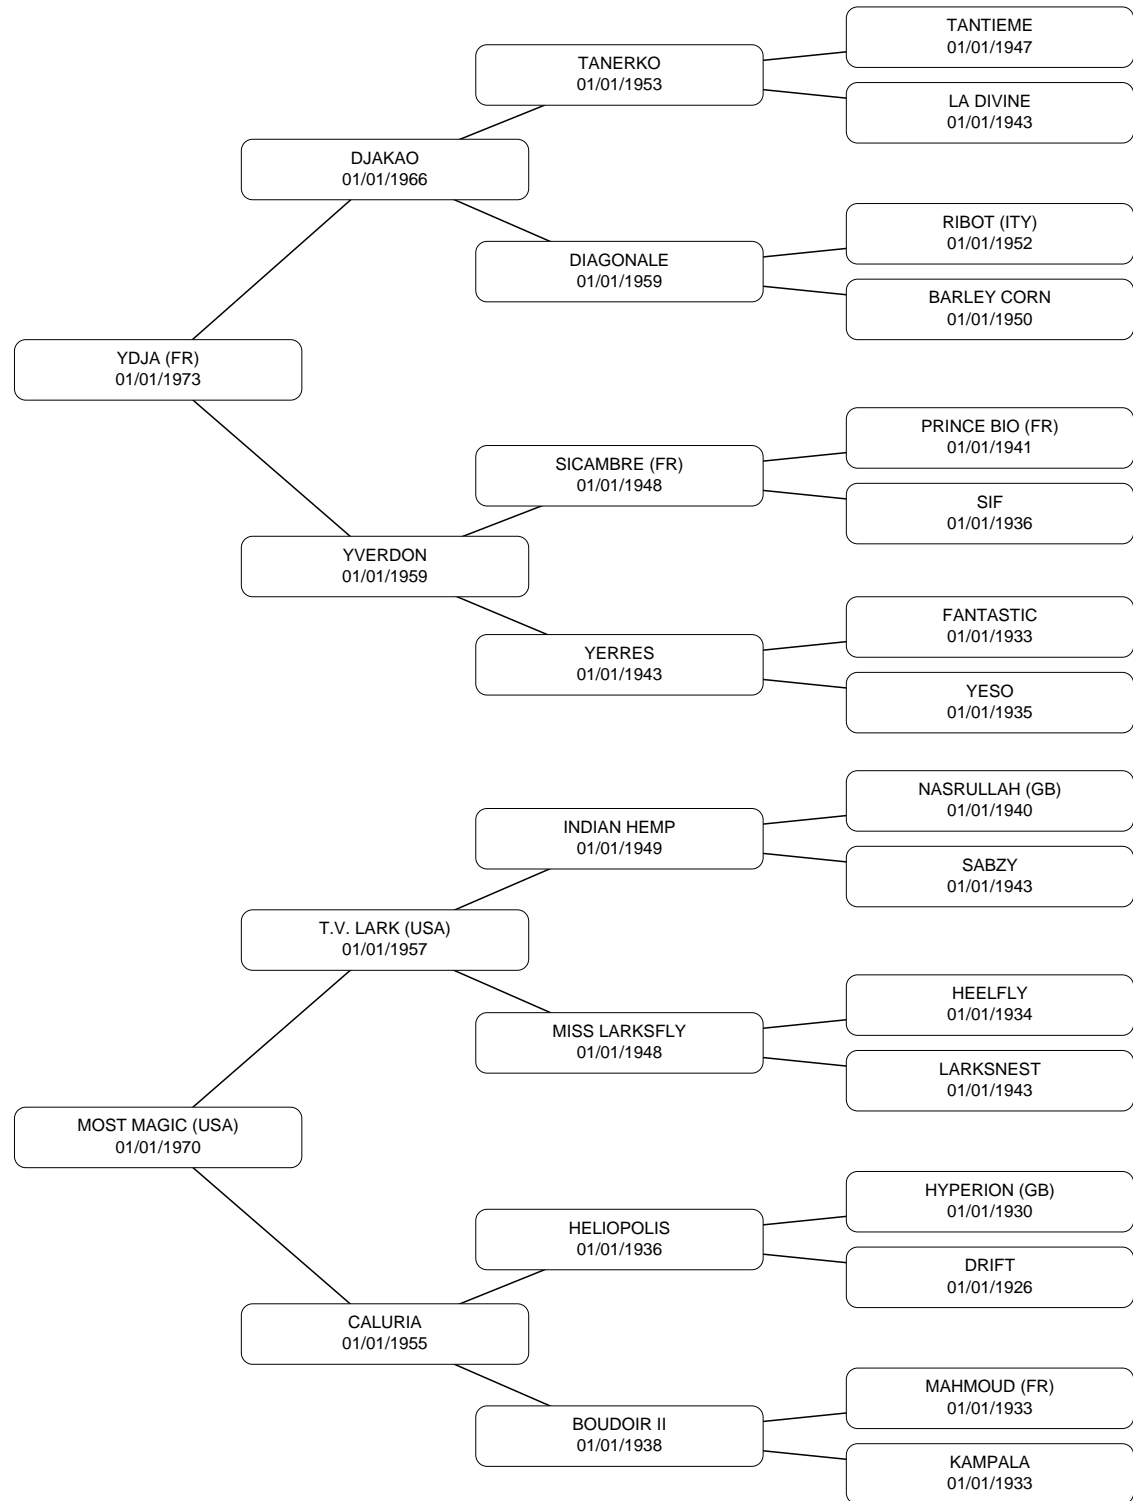 TANTIEME
01/01/1947
TANERKO
01/01/1953
LA DIVINE
01/01/1943
DJAKAO
01/01/1966
RIBOT (ITY)
01/01/1952
DIAGONALE
01/01/1959
BARLEY CORN
01/01/1950
YDJA (FR)
01/01/1973
PRINCE BIO (FR)
01/01/1941
SICAMBRE (FR)
01/01/1948
SIF
01/01/1936
YVERDON
01/01/1959
FANTASTIC
01/01/1933
YERRES
01/01/1943
YESO
01/01/1935
NASRULLAH (GB)
01/01/1940
INDIAN HEMP
01/01/1949
SABZY
01/01/1943
T.V. LARK (USA)
01/01/1957
HEELFLY
01/01/1934
MISS LARKSFLY
01/01/1948
LARKSNEST
01/01/1943
MOST MAGIC (USA)
01/01/1970
HYPERION (GB)
01/01/1930
HELIOPOLIS
01/01/1936
DRIFT
01/01/1926
CALURIA
01/01/1955
MAHMOUD (FR)
01/01/1933
BOUDOIR II
01/01/1938
KAMPALA
01/01/1933